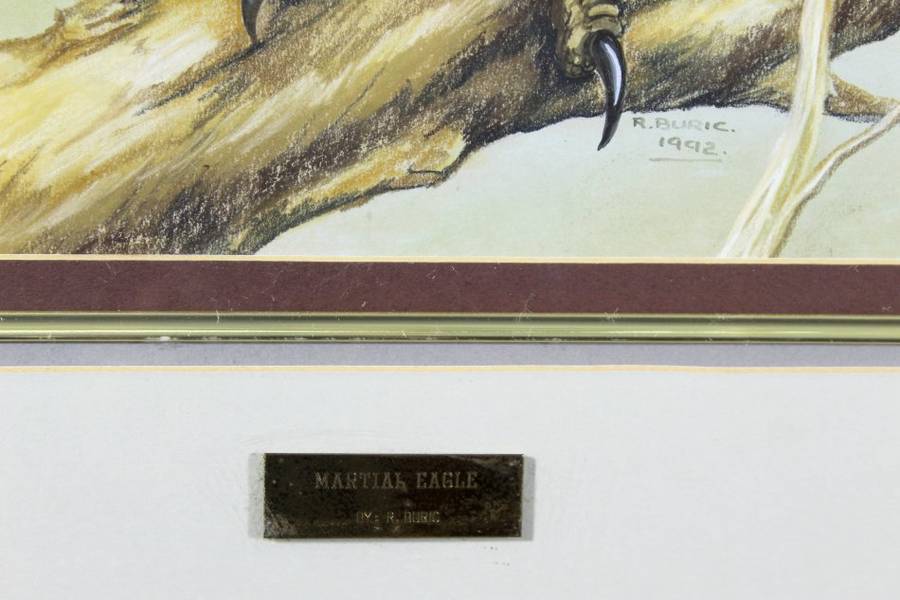 R. BURIC.
1992.
MARTIAL EAGLE
BY: R. BURIC